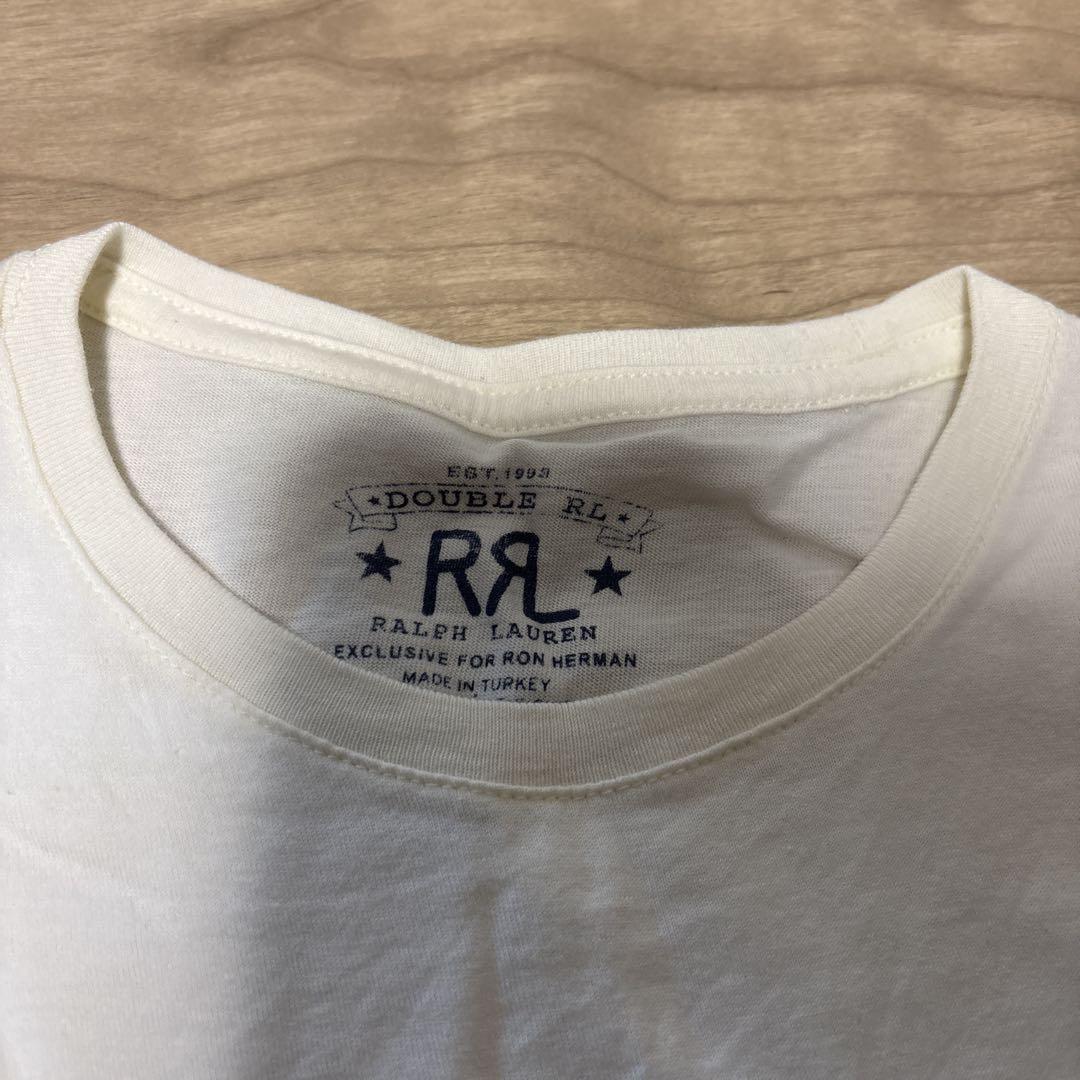 EST. 1993
★DOUBLE RL★
★ RRL ★
RALPH LAUREN
EXCLUSIVE FOR RON HERMAN
MADE IN TURKEY